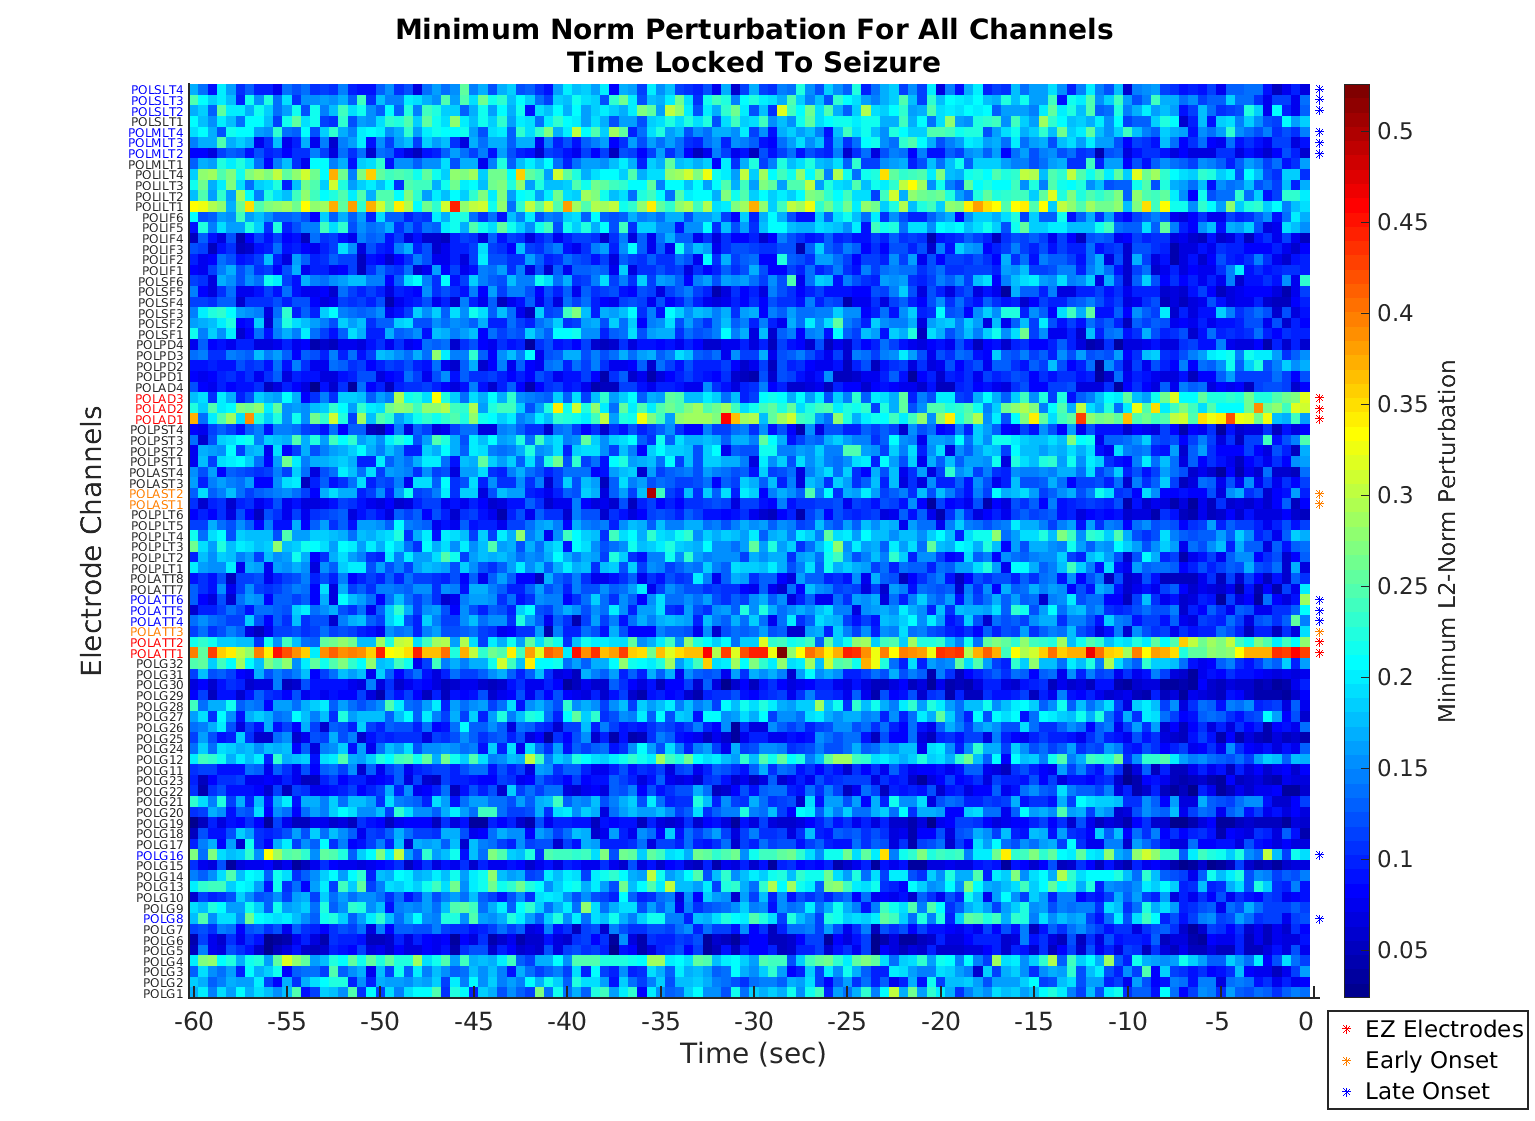 Minimum Norm Perturbation For All Channels
Time Locked To Seizure
Electrode Channels
POLSLT4
POLSLT3
POLSLT2
POLSLT1
POLMLT4
POLMLT3
POLMLT2
POLMLT1
POLILT4
POLILT3
POLILT2
POLILT1
POLIF6
POLIF5
POLIF4
POLIF3
POLIF2
POLIF1
POLSF6
POLSF5
POLSF4
POLSF3
POLSF2
POLSF1
POLPD4
POLPD3
POLPD2
POLPD1
POLAD4
POLAD3
POLAD2
POLAD1
POLPST4
POLPST3
POLPST2
POLPST1
POLAST4
POLAST3
POLAST2
POLAST1
POLPLT6
POLPLT5
POLPLT4
POLPLT3
POLPLT2
POLPLT1
POLATT8
POLATT7
POLATT6
POLATT5
POLATT4
POLATT3
POLATT2
POLATT1
POLG32
POLG31
POLG30
POLG29
POLG28
POLG27
POLG26
POLG25
POLG24
POLG12
POLG11
POLG23
POLG22
POLG21
POLG20
POLG19
POLG18
POLG17
POLG16
POLG15
POLG14
POLG13
POLG10
POLG9
POLG8
POLG7
POLG6
POLG5
POLG4
POLG3
POLG2
POLG1
-60 -55 -50 -45 -40 -35 -30 -25 -20 -15 -10 -5 0
Time (sec)
0.5
0.45
0.4
0.35
0.3
0.25
0.2
0.15
0.1
0.05
Minimum L2-Norm Perturbation
EZ Electrodes
Early Onset
Late Onset